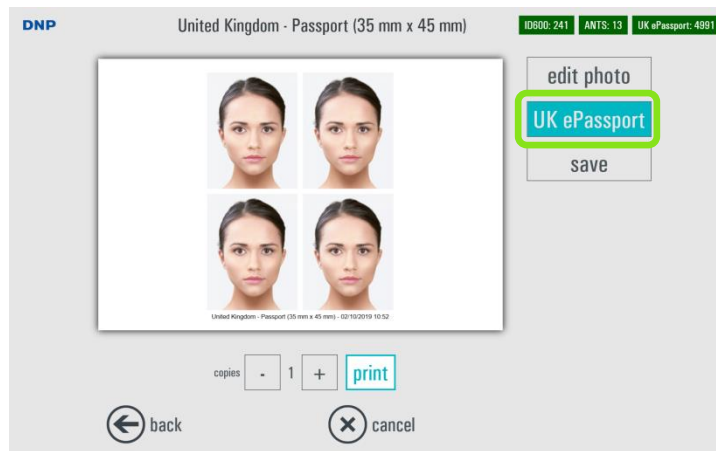 DNP
United Kingdom - Passport (35 mm x 45 mm)
ID600: 241 ANTS: 13 UK ePassport: 4991
edit photo
UK ePassport
save
United Kingdom - Passport (35 mm x 45 mm) - 02/10/2019 10:52
copies - 1 + print
back
cancel